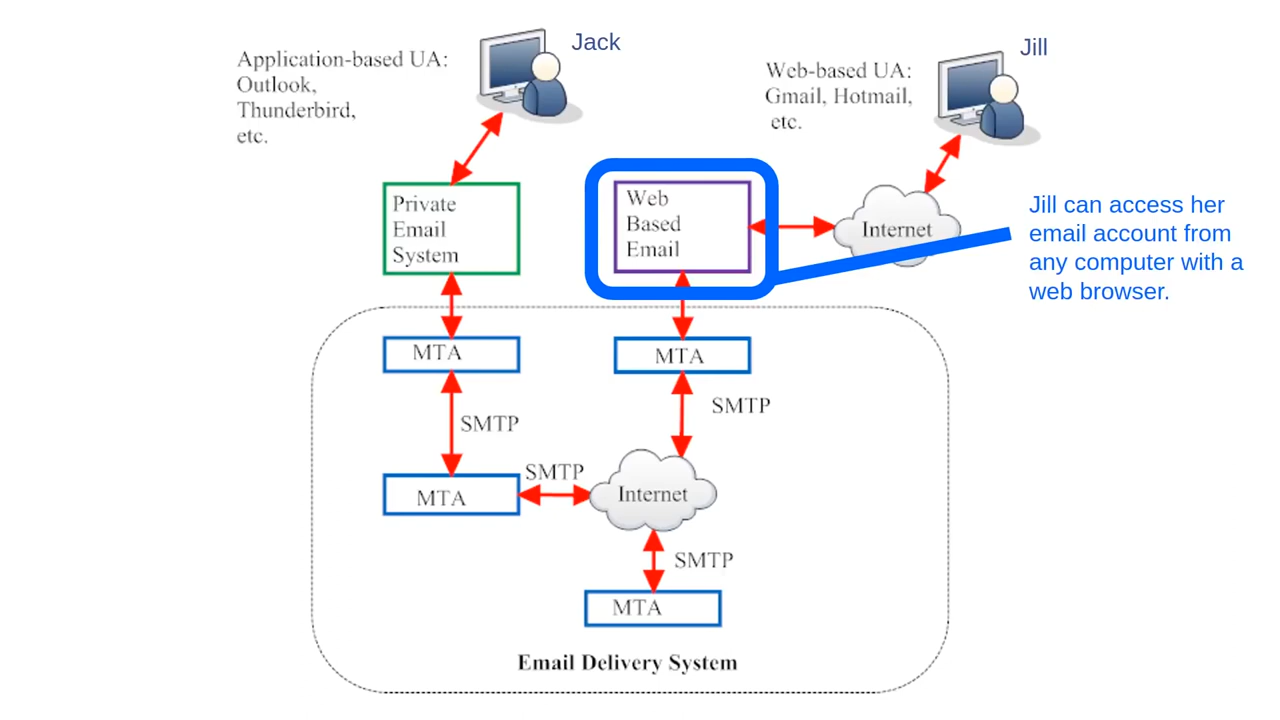 Jack
Application-based UA:
Outlook,
Thunderbird,
etc.
Jill
Web-based UA:
Gmail, Hotmail,
etc.
Private
Email
System
Web
Based
Email
Internet
Jill can access her
email account from
any computer with a
web browser.
MTA
MTA
SMTP
SMTP
MTA
SMTP
Internet
SMTP
MTA
Email Delivery System